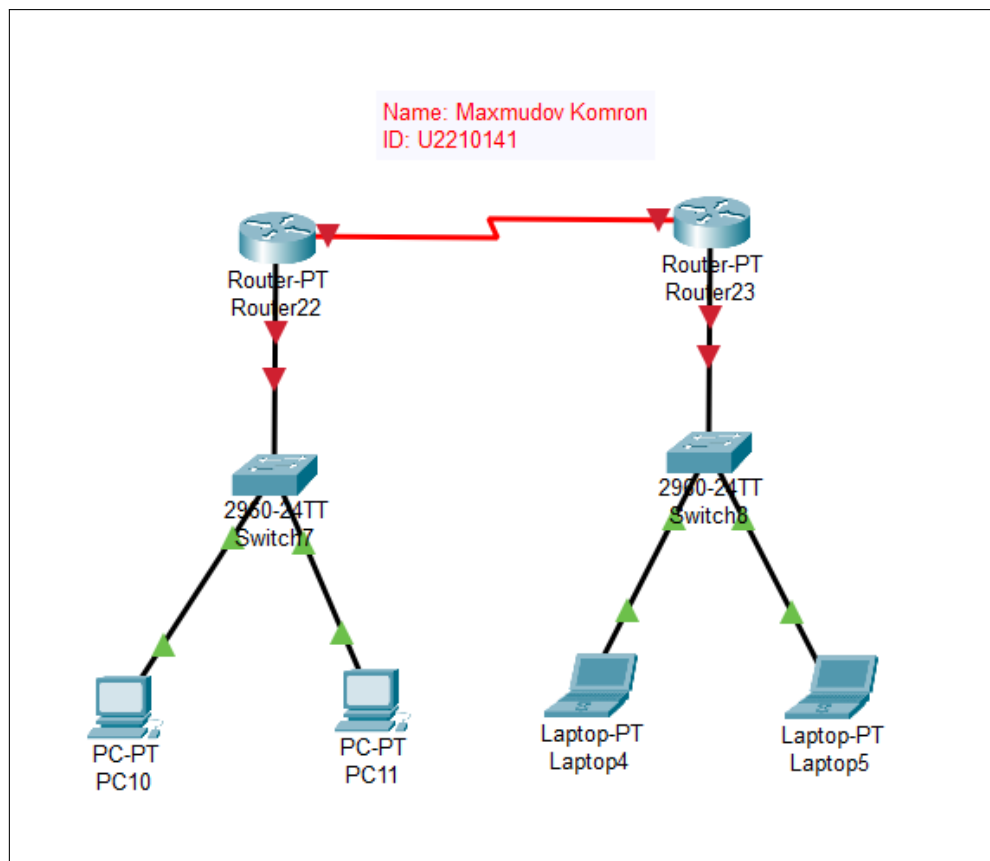 Name: Maxmudov Komron
ID: U2210141
Router-PT
Router22
Router-PT
Router23
2960-24TT
Switch7
2960-24TT
Switch8
PC-PT
PC10
PC-PT
PC11
Laptop-PT
Laptop4
Laptop-PT
Laptop5